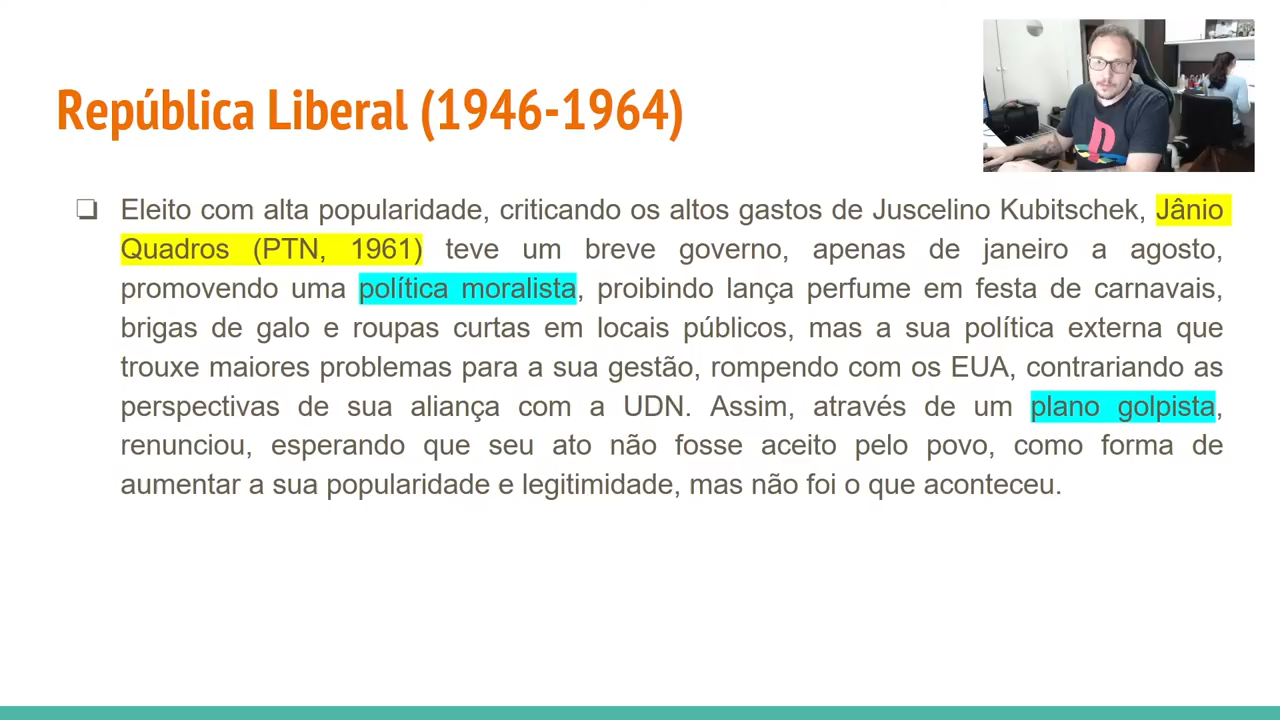 República Liberal (1946-1964)
❏ Eleito com alta popularidade, criticando os altos gastos de Juscelino Kubitschek, Jânio
Quadros (PTN, 1961) teve um breve governo, apenas de janeiro a agosto,
promovendo uma política moralista, proibindo lança perfume em festa de carnavais,
brigas de galo e roupas curtas em locais públicos, mas a sua política externa que
trouxe maiores problemas para a sua gestão, rompendo com os EUA, contrariando as
perspectivas de sua aliança com a UDN. Assim, através de um plano golpista,
renunciou, esperando que seu ato não fosse aceito pelo povo, como forma de
aumentar a sua popularidade e legitimidade, mas não foi o que aconteceu.